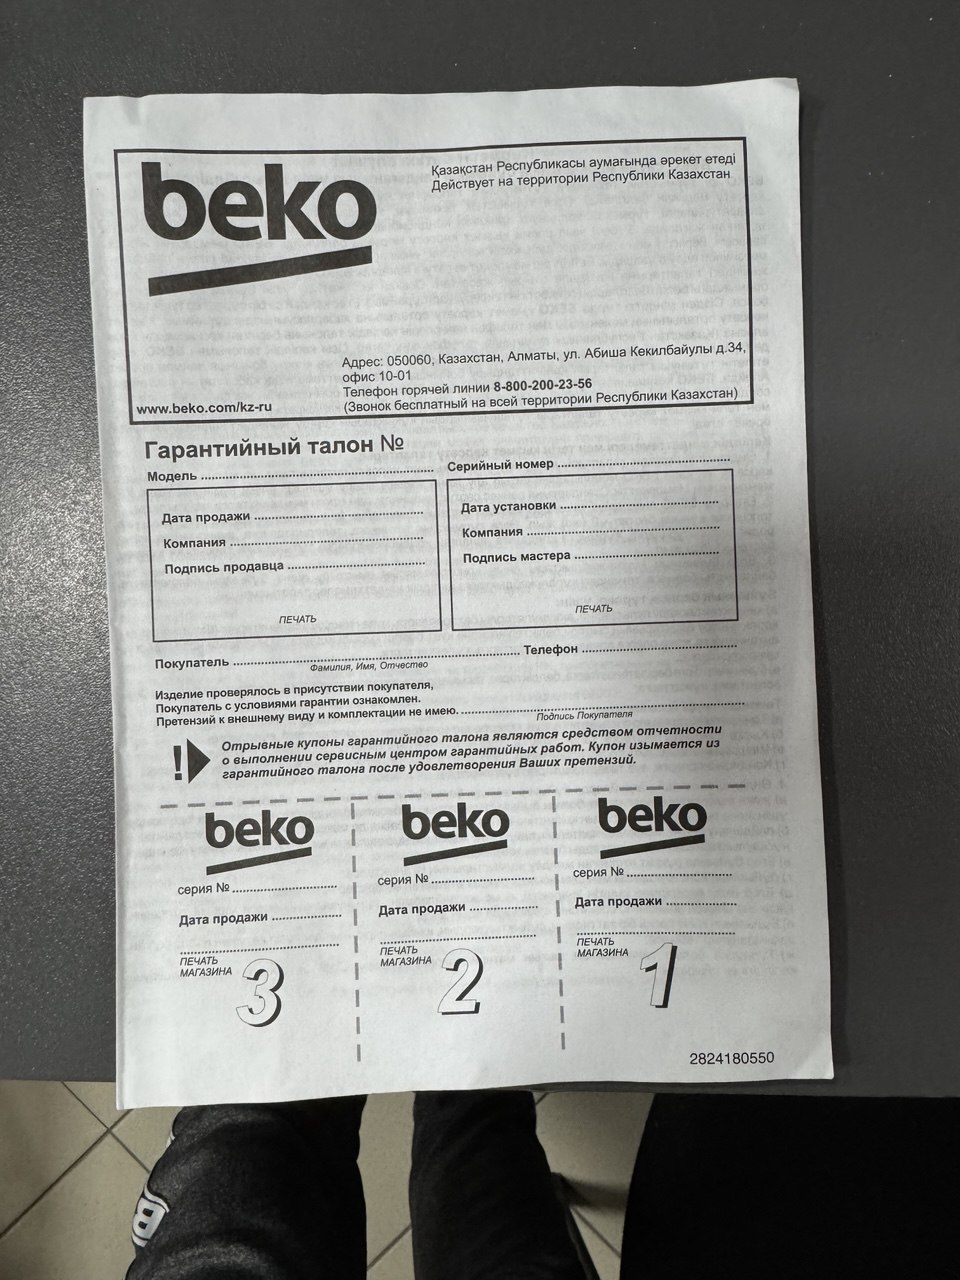 beko
Қазақстан Республикасы аумағында әрекет етеді
Действует на территории Республики Казахстан
Адрес: 050060, Казахстан, Алматы, ул. Абиша Кекилбайулы д.34,
офис 10-01
Телефон горячей линии 8-800-200-23-56
(Звонок бесплатный на всей территории Республики Казахстан)
www.beko.com/kz-ru
Гарантийный талон №
Модель
Серийный номер
Дата продажи
Компания
Подпись продавца
ПЕЧАТЬ
Дата установки
Компания
Подпись мастера
ПЕЧАТЬ
Покупатель
Телефон
Фамилия, Имя, Отчество
Изделие проверялось в присутствии покупателя,
Покупатель с условиями гарантии ознакомлен.
Претензий к внешнему виду и комплектации не имею.
Подпись Покупателя
! Отрывные купоны гарантийного талона являются средством отчетности
о выполнении сервисным центром гарантийных работ. Купон изымается из
гарантийного талона после удовлетворения Ваших претензий.
beko
серия №
Дата продажи
ПЕЧАТЬ
МАГАЗИНА
3
beko
серия №
Дата продажи
ПЕЧАТЬ
МАГАЗИНА
2
beko
серия №
Дата продажи
ПЕЧАТЬ
МАГАЗИНА
1
2824180550